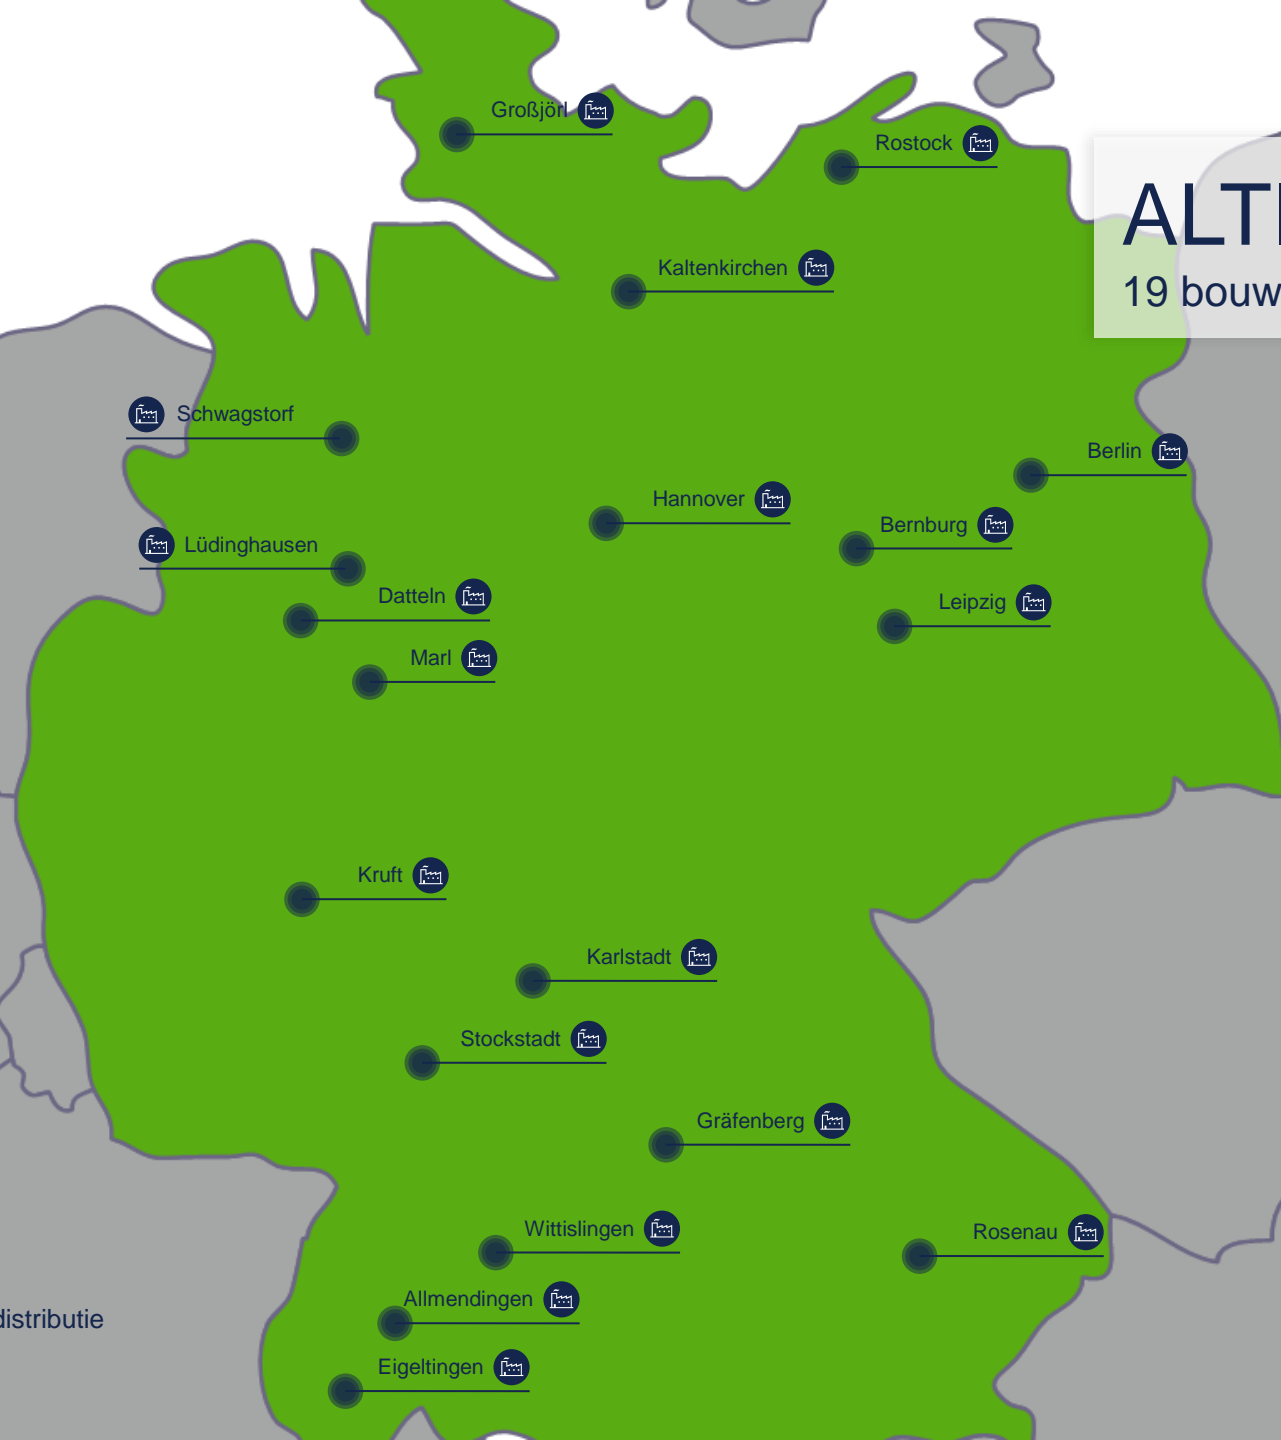 Großjörl
Rostock
ALTE
19 bouw
Kaltenkirchen
Schwagstorf
Berlin
Hannover
Bernburg
Lüdinghausen
Datteln
Leipzig
Marl
Kruft
Karlstadt
Stockstadt
Gräfenberg
Wittislingen
Rosenau
Allmendingen
distributie
Eigeltingen